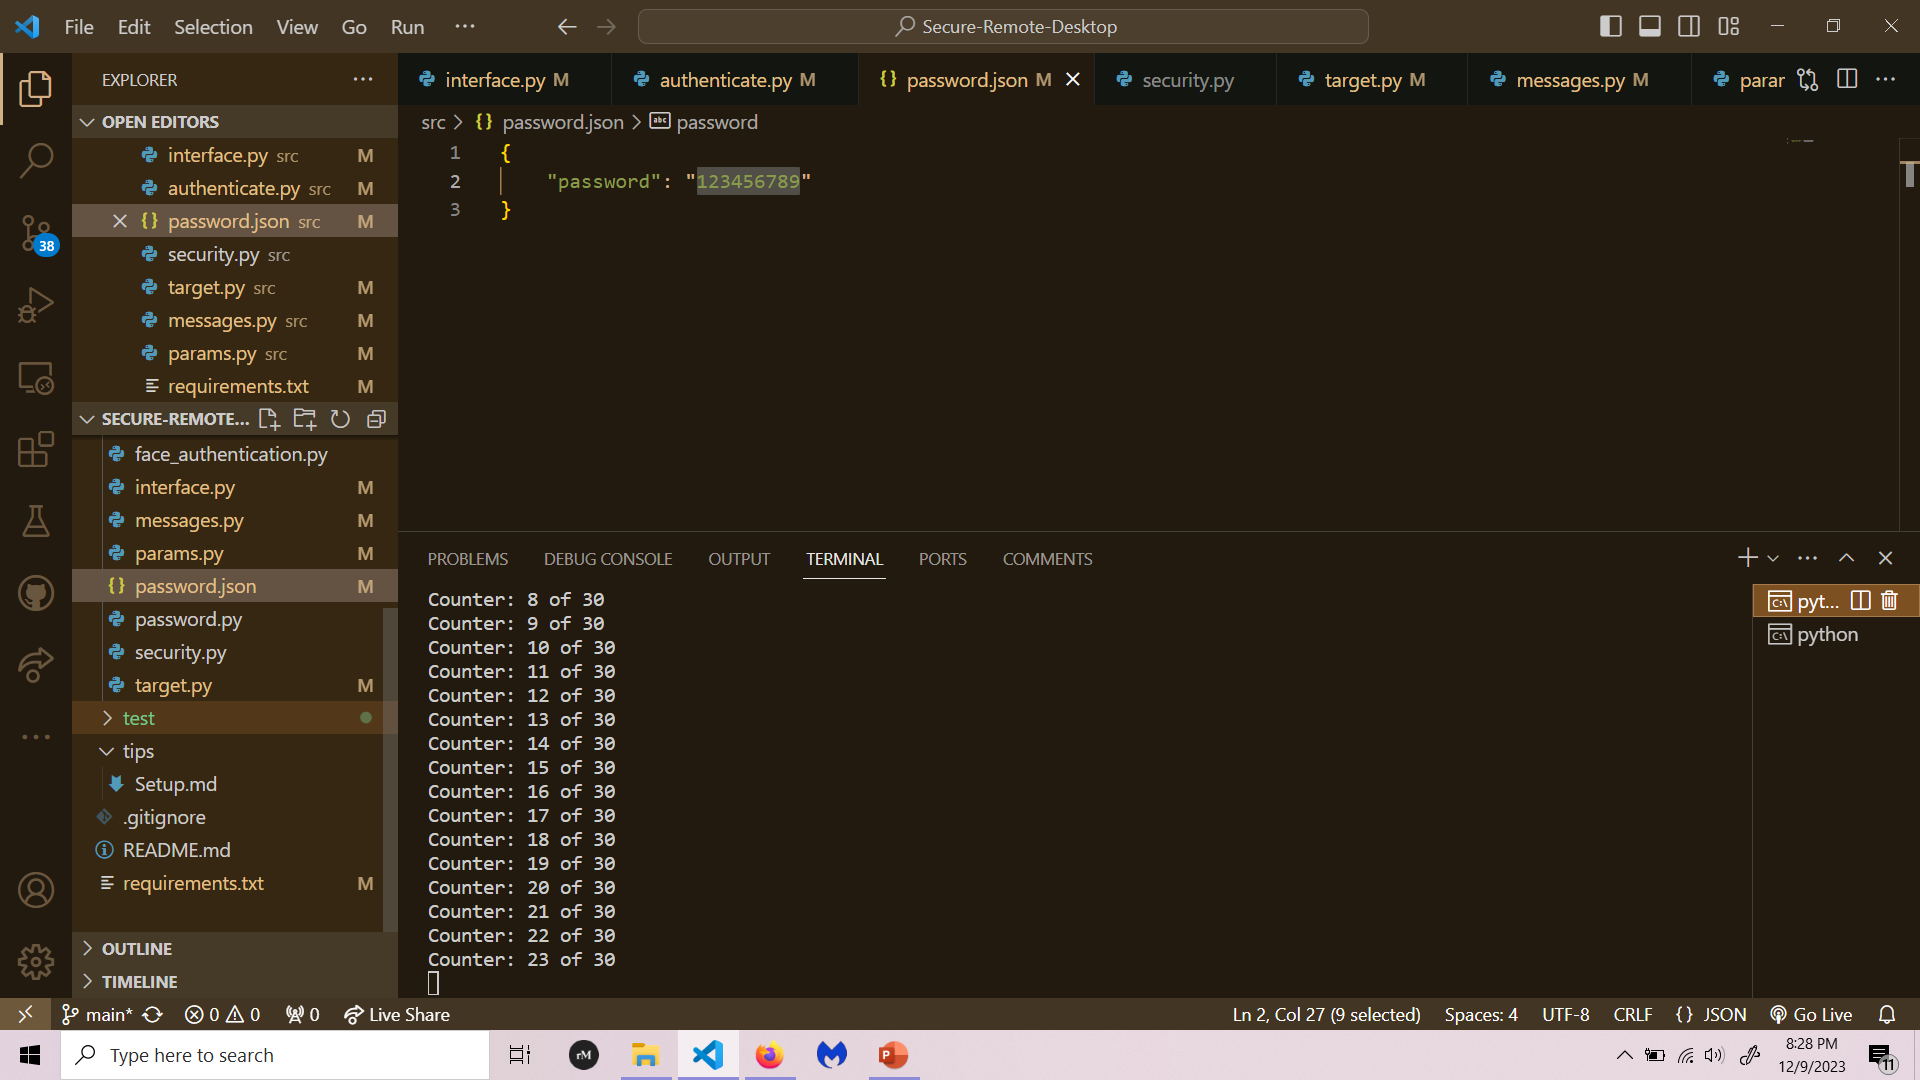 File Edit Selection View Go Run ···
Secure-Remote-Desktop
EXPLORER
interface.py M
authenticate.py M
{} password.json M
security.py
target.py M
messages.py M
parar
OPEN EDITORS
interface.py src M
authenticate.py src M
{} password.json src M
security.py src
target.py src M
messages.py src M
params.py src M
requirements.txt M
SECURE-REMOTE...
face_authentication.py
interface.py M
messages.py M
params.py M
{} password.json M
password.py
security.py
target.py M
test
tips
Setup.md
.gitignore
README.md
requirements.txt M
OUTLINE
TIMELINE
38
src > {} password.json > abc password
1 {
2 "password": "123456789"
3 }
PROBLEMS DEBUG CONSOLE OUTPUT TERMINAL PORTS COMMENTS
Counter: 8 of 30
Counter: 9 of 30
Counter: 10 of 30
Counter: 11 of 30
Counter: 12 of 30
Counter: 13 of 30
Counter: 14 of 30
Counter: 15 of 30
Counter: 16 of 30
Counter: 17 of 30
Counter: 18 of 30
Counter: 19 of 30
Counter: 20 of 30
Counter: 21 of 30
Counter: 22 of 30
Counter: 23 of 30
pyt...
python
main* 0 0 0 Live Share
Ln 2, Col 27 (9 selected) Spaces: 4 UTF-8 CRLF {} JSON Go Live
Type here to search
rM
P
8:28 PM
12/9/2023
11